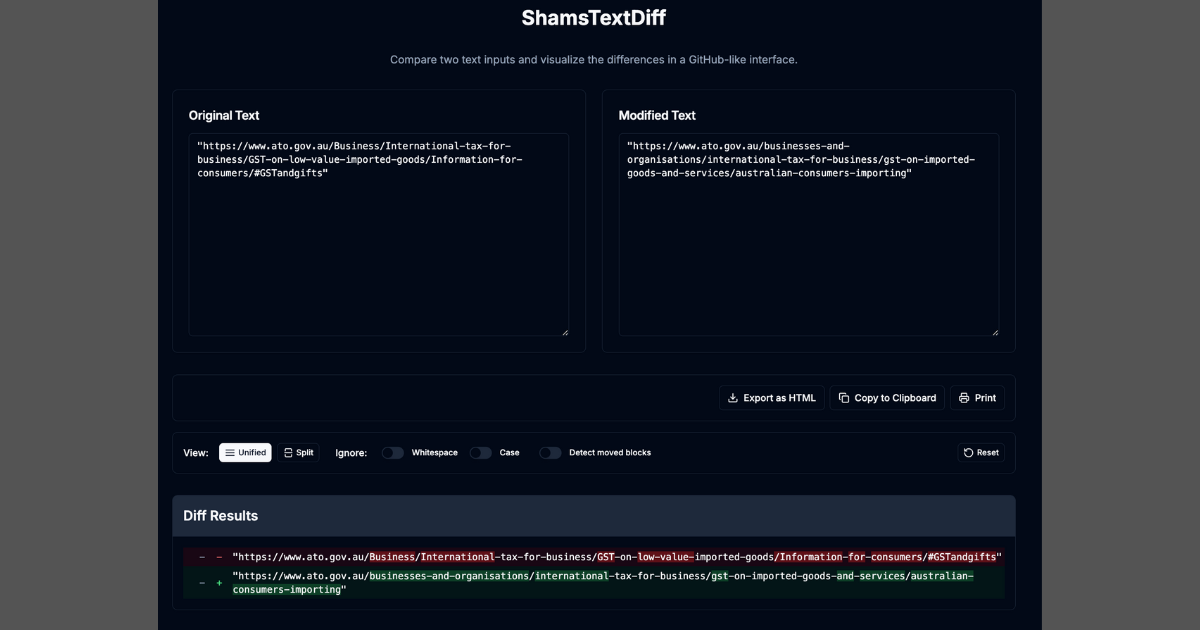 ShamsTextDiff
Compare two text inputs and visualize the differences in a GitHub-like interface.
Original Text
"https://www.ato.gov.au/Business/International-tax-for-
business/GST-on-low-value-imported-goods/Information-for-
consumers/#GSTandgifts"
Modified Text
"https://www.ato.gov.au/businesses-and-
organisations/international-tax-for-business/gst-on-imported-
goods-and-services/australian-consumers-importing"
Export as HTML
Copy to Clipboard
Print
View:
Unified
Split
Ignore:
Whitespace
Case
Detect moved blocks
Reset
Diff Results
− − "https://www.ato.gov.au/Business/International-tax-for-business/GST-on-low-value-imported-goods/Information-for-consumers/#GSTandgifts"
− + "https://www.ato.gov.au/businesses-and-organisations/international-tax-for-business/gst-on-imported-goods-and-services/australian-
consumers-importing"